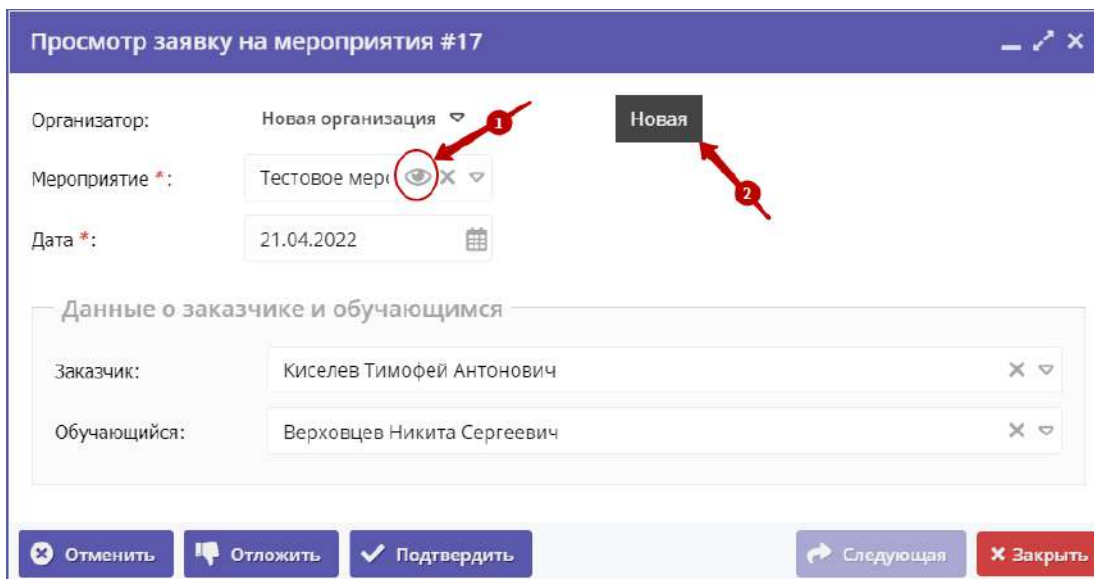 Просмотр заявку на мероприятия #17
Организатор: Новая организация Новая
1
Мероприятие *: Тестовое мер
2
Дата *: 21.04.2022
Данные о заказчике и обучающимся
Заказчик: Киселев Тимофей Антонович
Обучающийся: Верховцев Никита Сергеевич
Отменить Отложить Подтвердить Следующая Закрыть